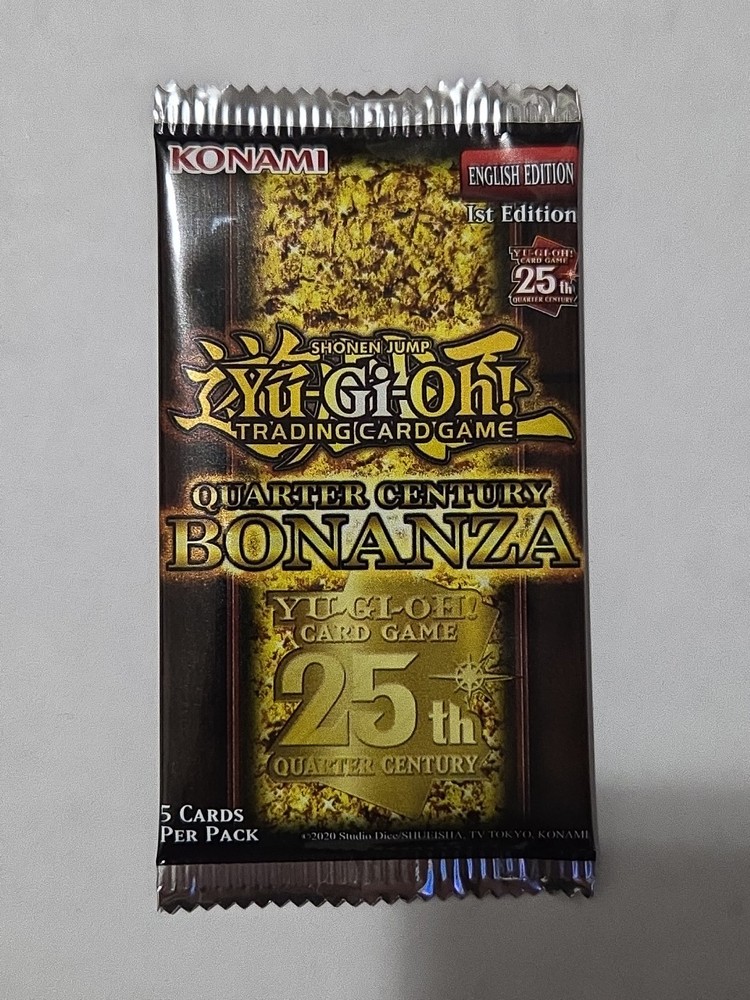 KONAMI
ENGLISH EDITION
1st Edition
YU-GI-OH!
CARD GAME
25th
QUARTER CENTURY
SHONEN JUMP
Yu-Gi-Oh!
TRADING CARD GAME
QUARTER CENTURY
BONANZA
YU-GI-OH!
CARD GAME
25th
QUARTER CENTURY
5 CARDS
PER PACK
©2020 Studio Dice/SHUEISHA, TV TOKYO, KONAMI